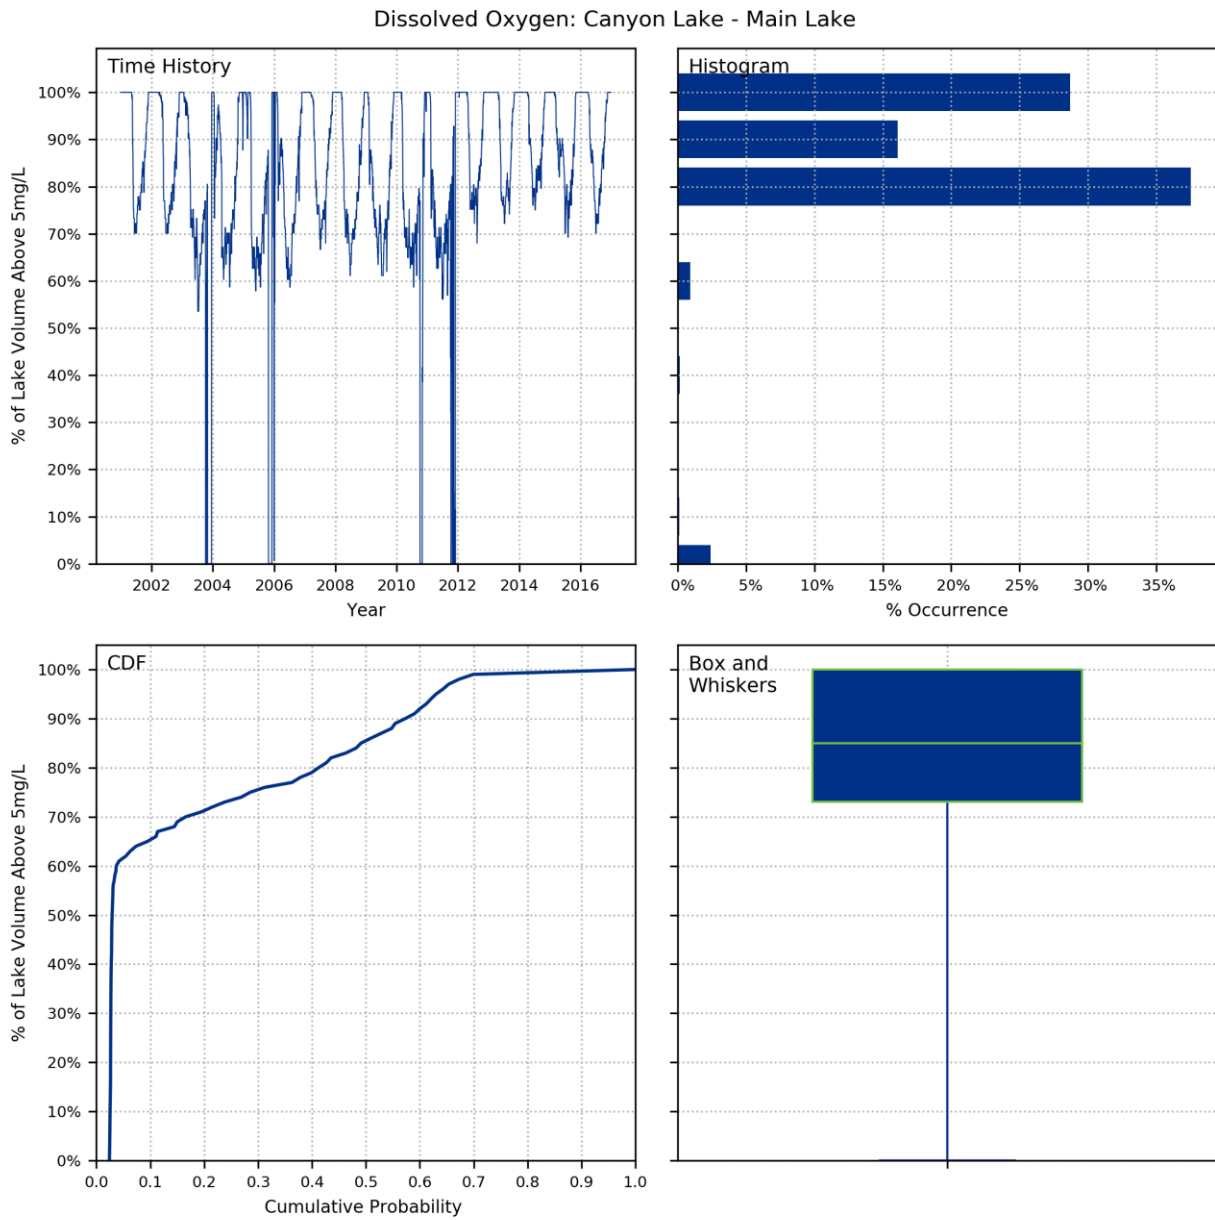 Dissolved Oxygen: Canyon Lake - Main Lake
Time History
% of Lake Volume Above 5mg/L
100%
90%
80%
70%
60%
50%
40%
30%
20%
10%
0%
2002 2004 2006 2008 2010 2012 2014 2016
Year
Histogram
0% 5% 10% 15% 20% 25% 30% 35%
% Occurrence
CDF
% of Lake Volume Above 5mg/L
100%
90%
80%
70%
60%
50%
40%
30%
20%
10%
0%
0.0 0.1 0.2 0.3 0.4 0.5 0.6 0.7 0.8 0.9 1.0
Cumulative Probability
Box and
Whiskers